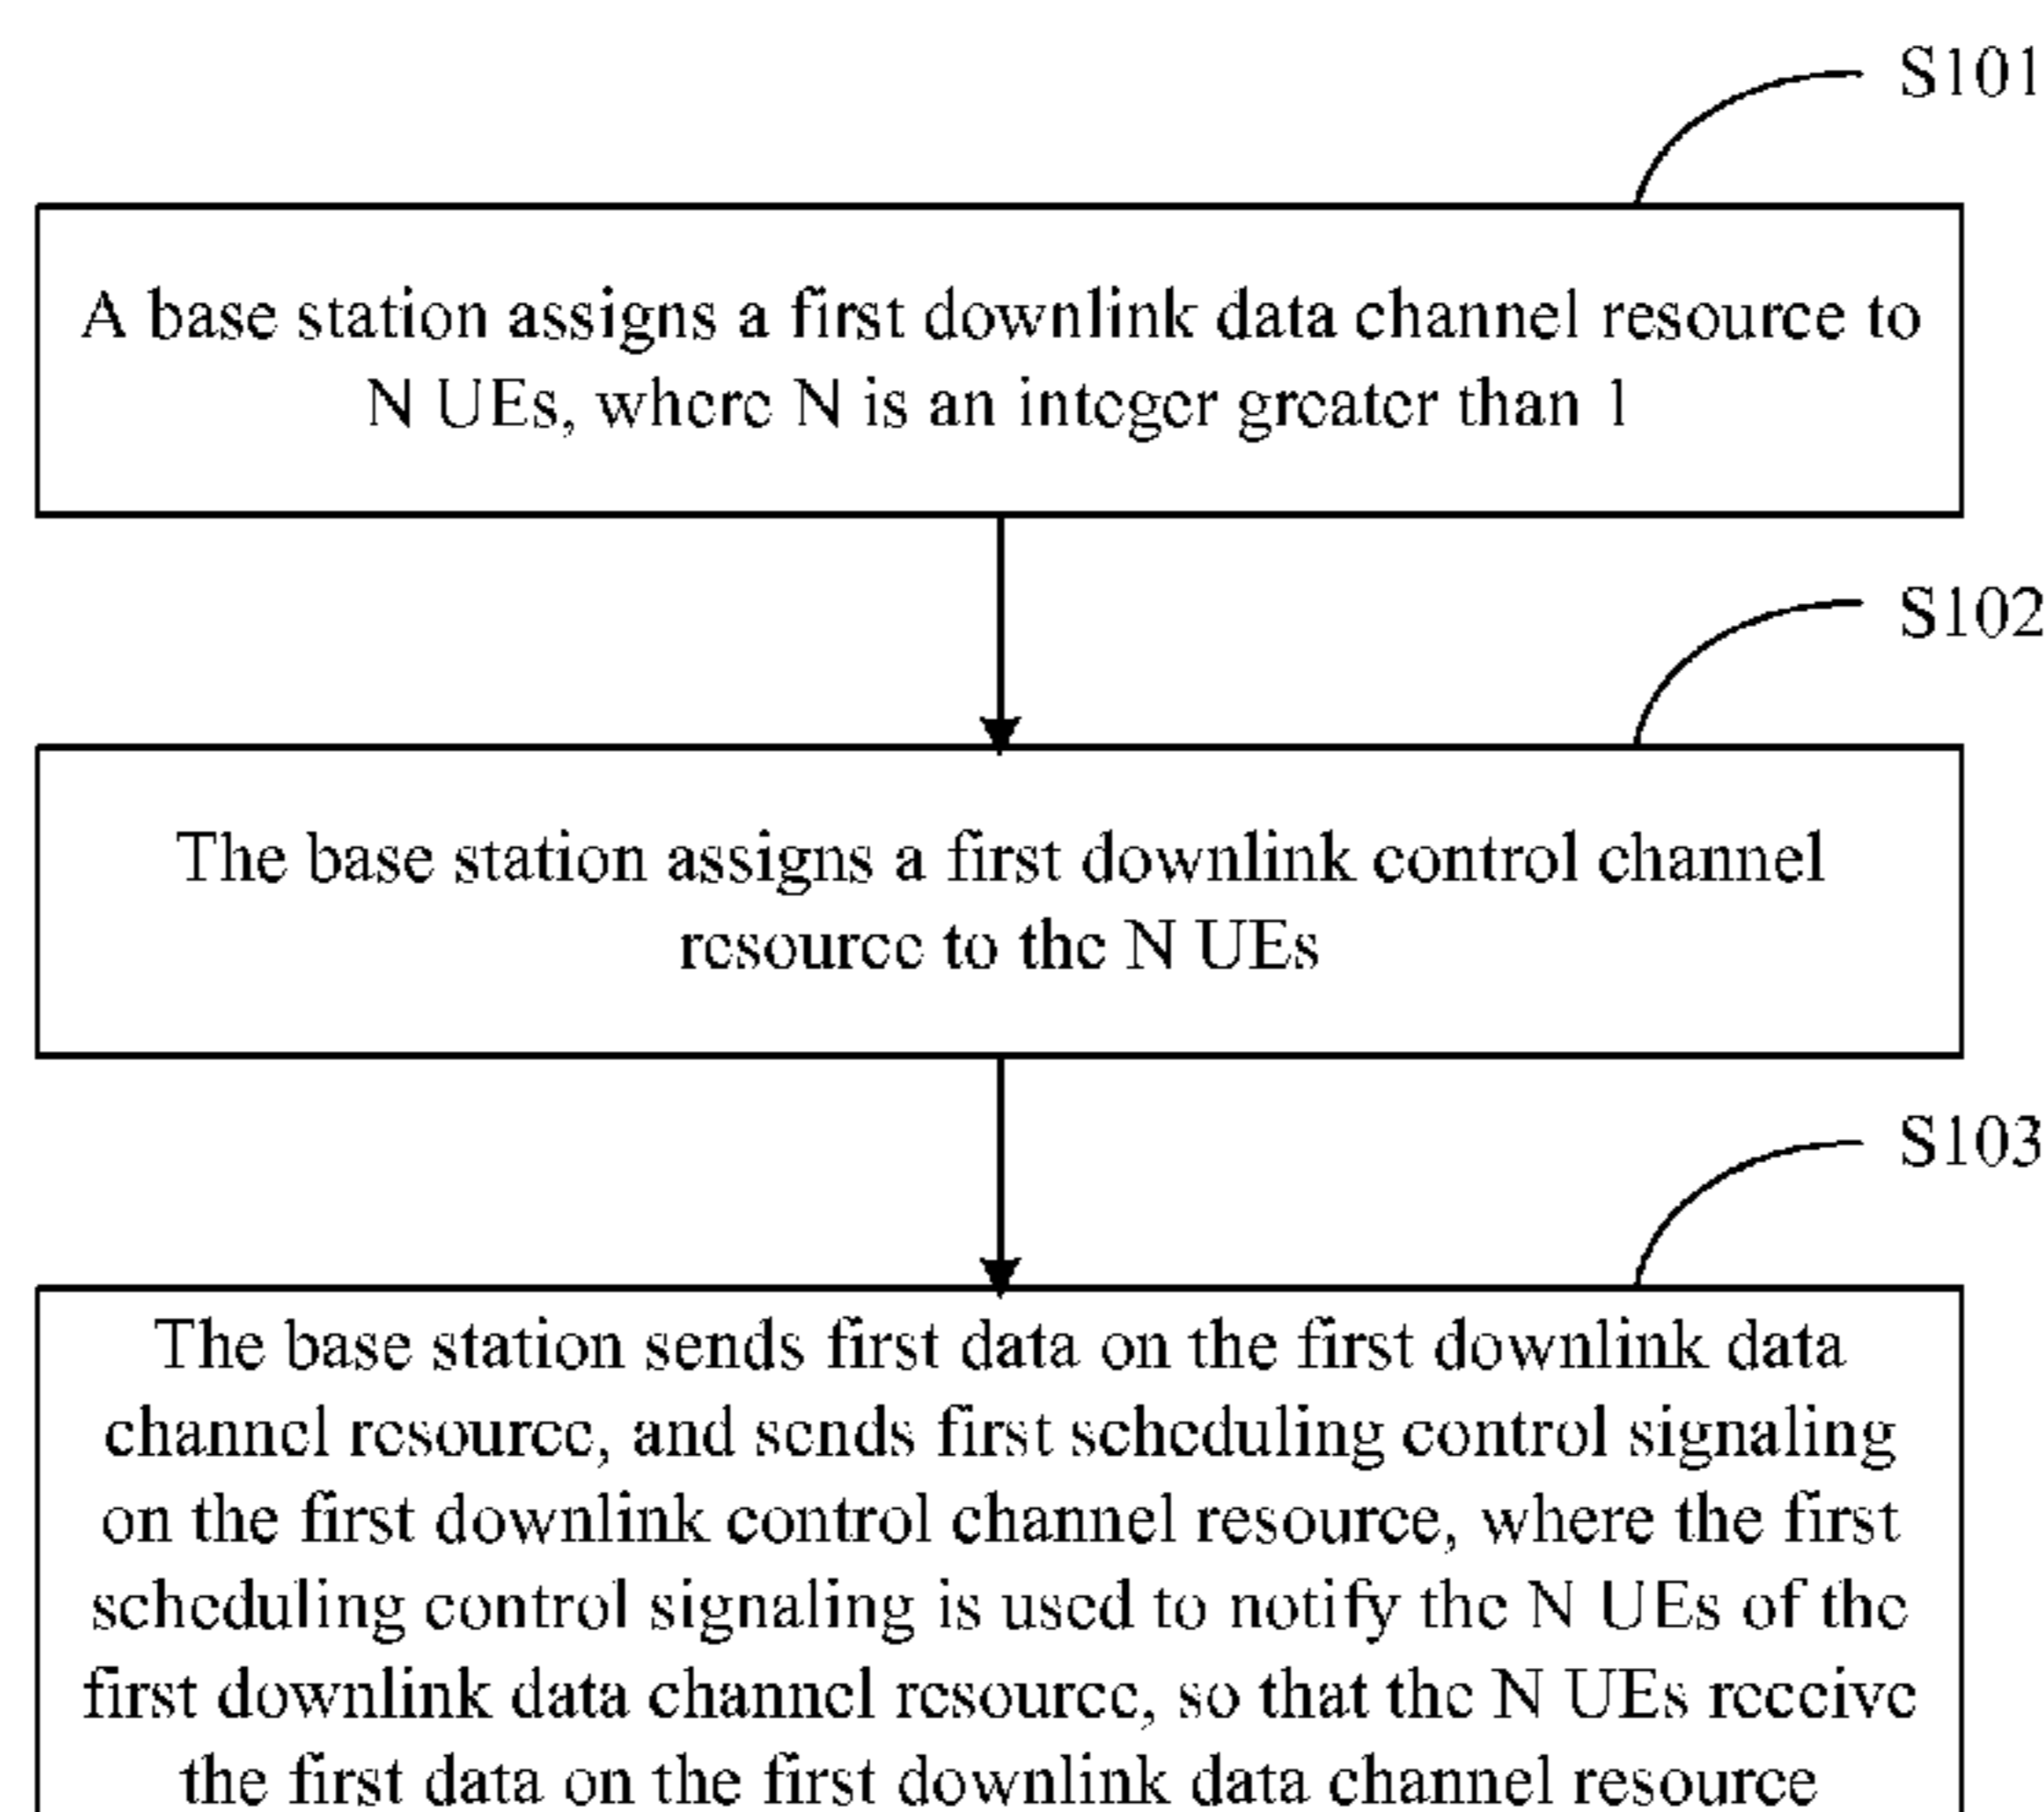 S101
A base station assigns a first downlink data channel resource to
N UEs, where N is an integer greater than 1
S102
The base station assigns a first downlink control channel
resource to the N UEs
S103
The base station sends first data on the first downlink data
channel resource, and sends first scheduling control signaling
on the first downlink control channel resource, where the first
scheduling control signaling is used to notify the N UEs of the
first downlink data channel resource, so that the N UEs receive
the first data on the first downlink data channel resource